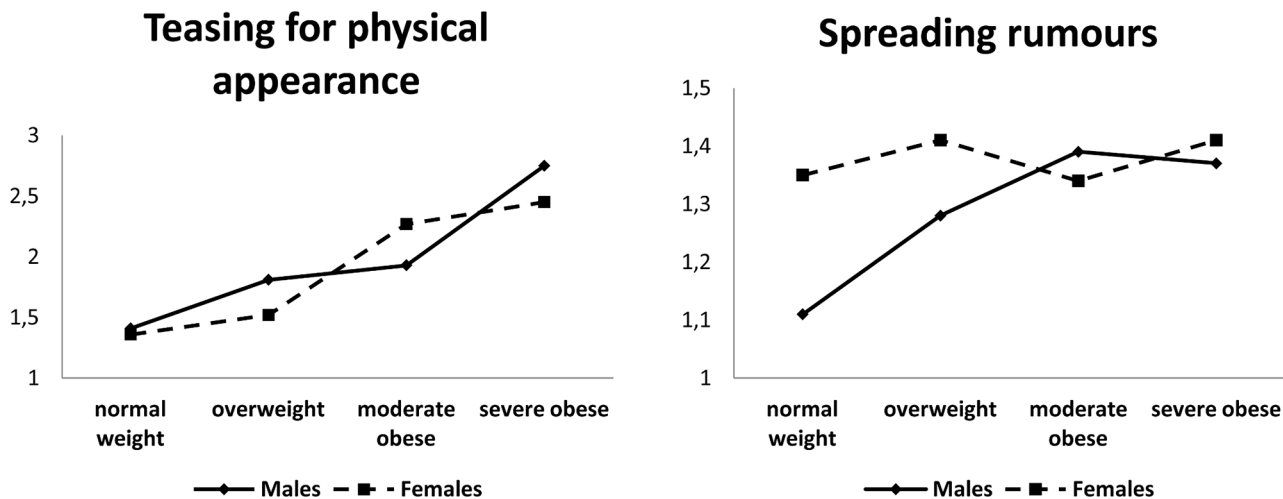 Teasing for physical
appearance
3
2,5
2
1,5
1
normal
weight
overweight
moderate
obese
severe obese
Males
Females
Spreading rumours
1,5
1,4
1,3
1,2
1,1
1
normal
weight
overweight
moderate
obese
severe obese
Males
Females